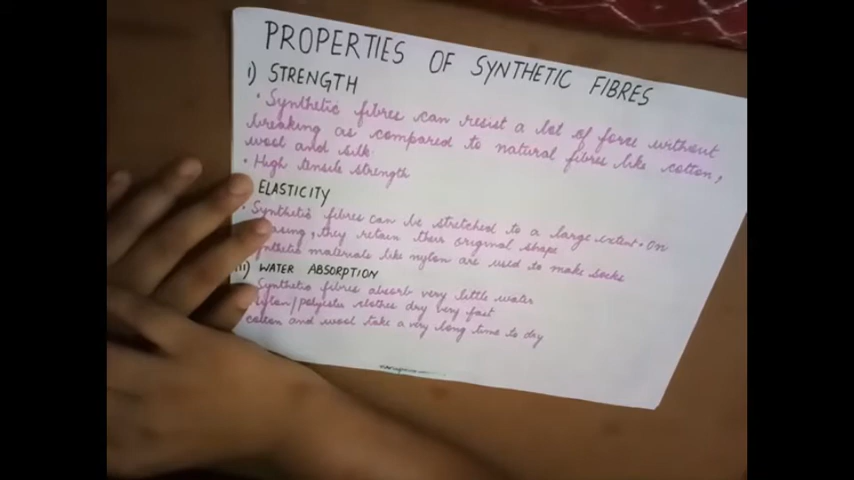 PROPERTIES OF SYNTHETIC FIBRES
i) STRENGTH
• Synthetic fibres can resist a lot of force without
breaking as compared to natural fibres like cotton,
wool and silk.
• High tensile strength
ELASTICITY
• Synthetic fibres can be stretched to a large extent. On
they retain their original shape
materials like nylon are used to make socks
iii) WATER ABSORPTION
Synthetic fibres absorb very little water
Nylon/polyester clothes dry very fast
cotton and wool take a very long time to dry